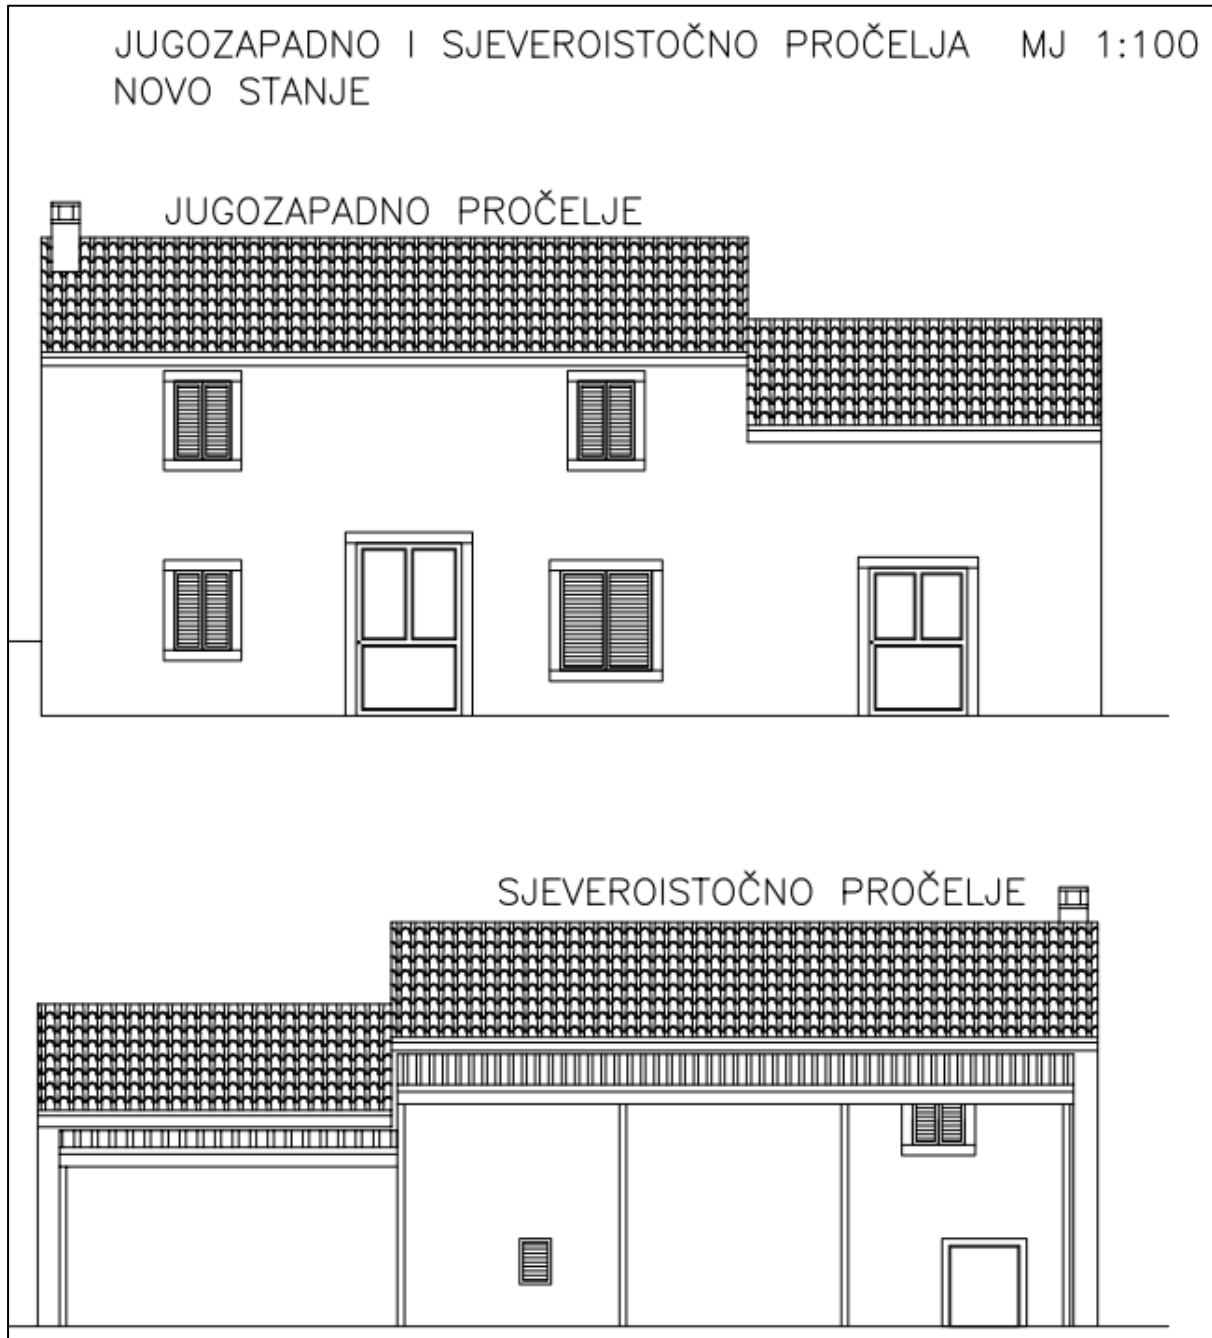 JUGOZAPADNO I SJEVEROISTOČNO PROČELJA MJ 1:100
NOVO STANJE
JUGOZAPADNO PROČELJE
SJEVEROISTOČNO PROČELJE